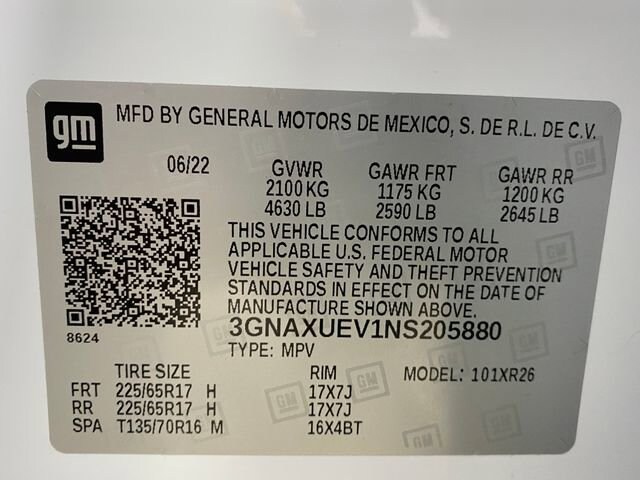 gm
MFD BY GENERAL MOTORS DE MEXICO, S. DE R.L. DE C.V.
06/22 GVWR GAWR FRT GAWR RR
2100 KG 1175 KG 1200 KG
4630 LB 2590 LB 2645 LB
THIS VEHICLE CONFORMS TO ALL
APPLICABLE U.S. FEDERAL MOTOR
VEHICLE SAFETY AND THEFT PREVENTION
STANDARDS IN EFFECT ON THE DATE OF
MANUFACTURE SHOWN ABOVE.
3GNAXUEV1NS205880
8624
TYPE: MPV
TIRE SIZE RIM MODEL: 101XR26
FRT 225/65R17 H 17X7J
RR 225/65R17 H 17X7J
SPA T135/70R16 M 16X4BT